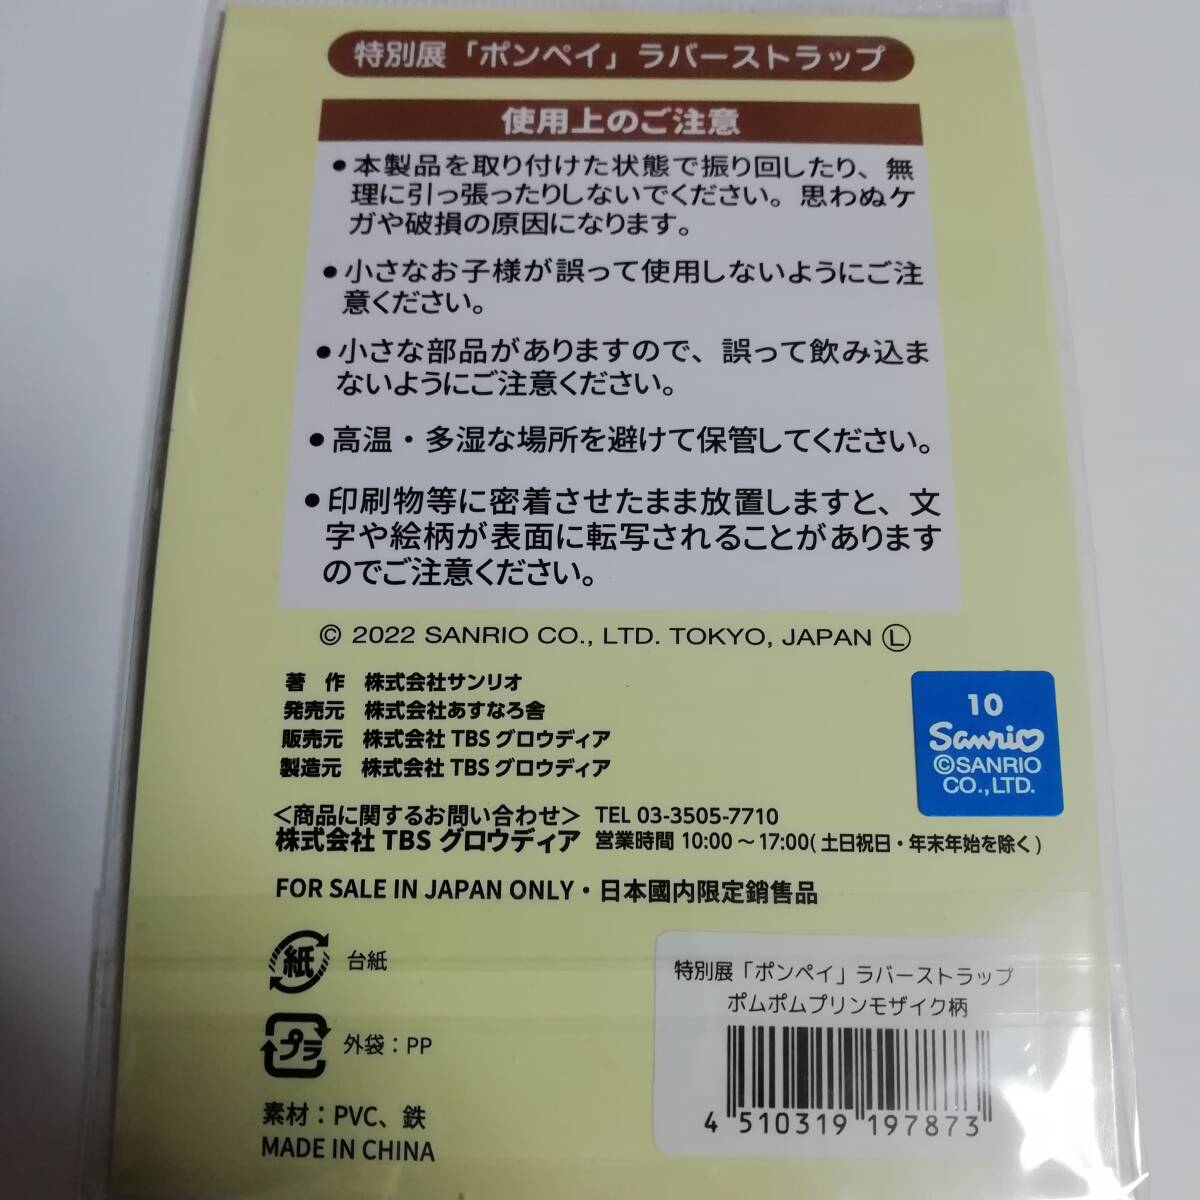 特別展「ポンペイ」ラバーストラップ
使用上のご注意
●本製品を取り付けた状態で振り回したり、無
理に引っ張ったりしないでください。思わぬケ
ガや破損の原因になります。
●小さなお子様が誤って使用しないようにご注
意ください。
●小さな部品がありますので、誤って飲み込ま
ないようにご注意ください。
●高温・多湿な場所を避けて保管してください。
●印刷物等に密着させたまま放置しますと、文
字や絵柄が表面に転写されることがあります
のでご注意ください。
© 2022 SANRIO CO., LTD. TOKYO, JAPAN Ⓛ
著　作　株式会社サンリオ
発売元　株式会社あすなろ舎
販売元　株式会社 TBS グロウディア
製造元　株式会社 TBS グロウディア
10
Sanrio
©SANRIO
CO.,LTD.
＜商品に関するお問い合わせ＞ TEL 03-3505-7710
株式会社 TBS グロウディア 営業時間 10:00 ～ 17:00( 土日祝日・年末年始を除く )
FOR SALE IN JAPAN ONLY・日本國内限定銷售品
紙 台紙
プラ 外袋：PP
素材：PVC、鉄
MADE IN CHINA
特別展「ポンペイ」ラバーストラップ
ポムポムプリンモザイク柄
4 510319 197873